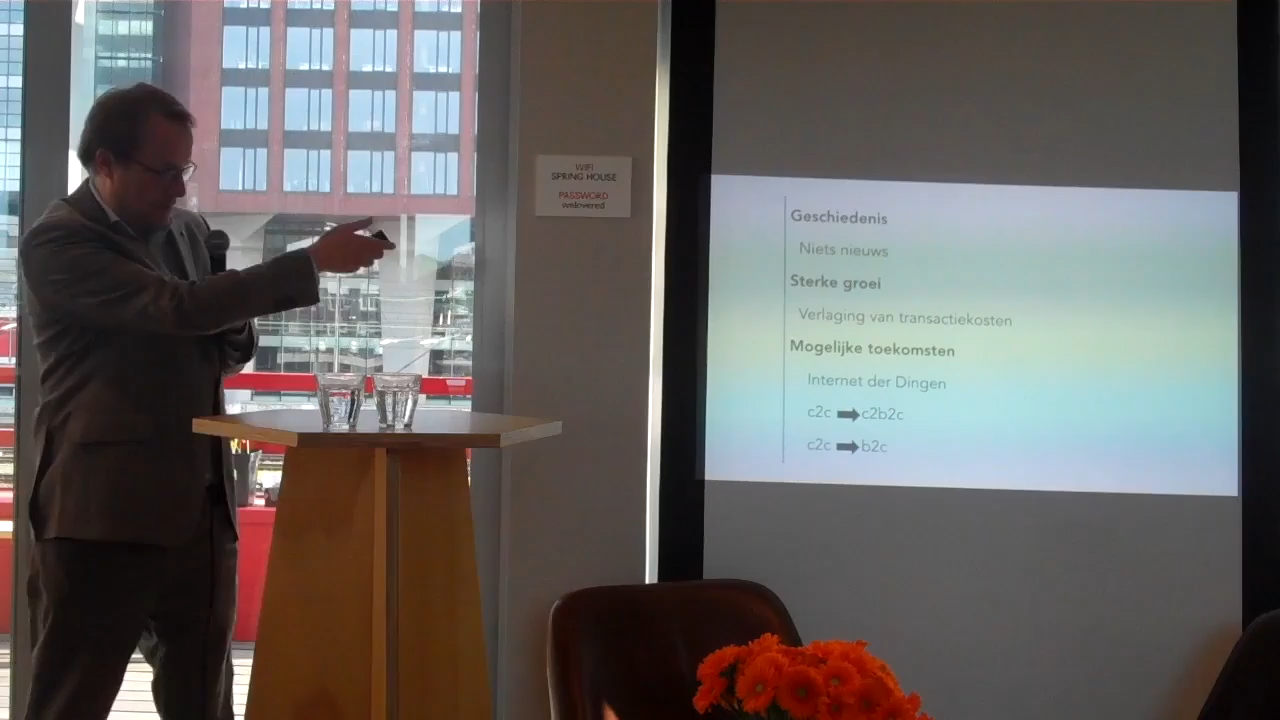 WIFI
SPRING HOUSE
PASSWORD
welovered
Geschiedenis
Niets nieuws
Sterke groei
Verlaging van transactiekosten
Mogelijke toekomsten
Internet der Dingen
c2c ➡ c2b2c
c2c ➡ b2c